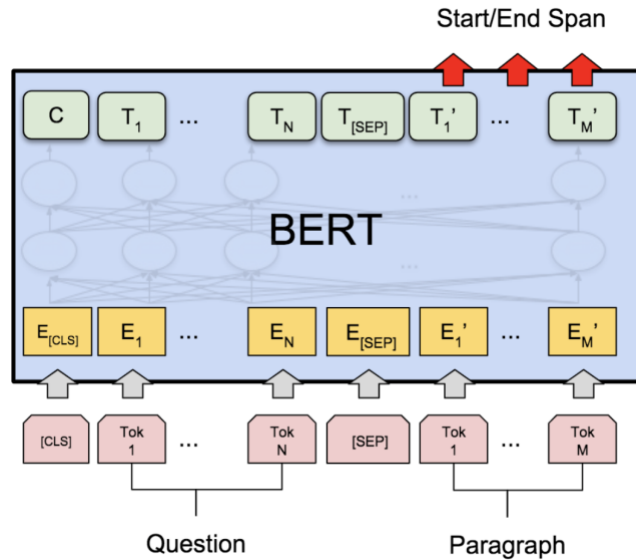 Start/End Span
C T1 ... TN T[SEP] T1' ... TM'
...
BERT
...
E[CLS] E1 ... EN E[SEP] E1' ... EM'
[CLS] Tok 1 ... Tok N [SEP] Tok 1 ... Tok M
Question Paragraph